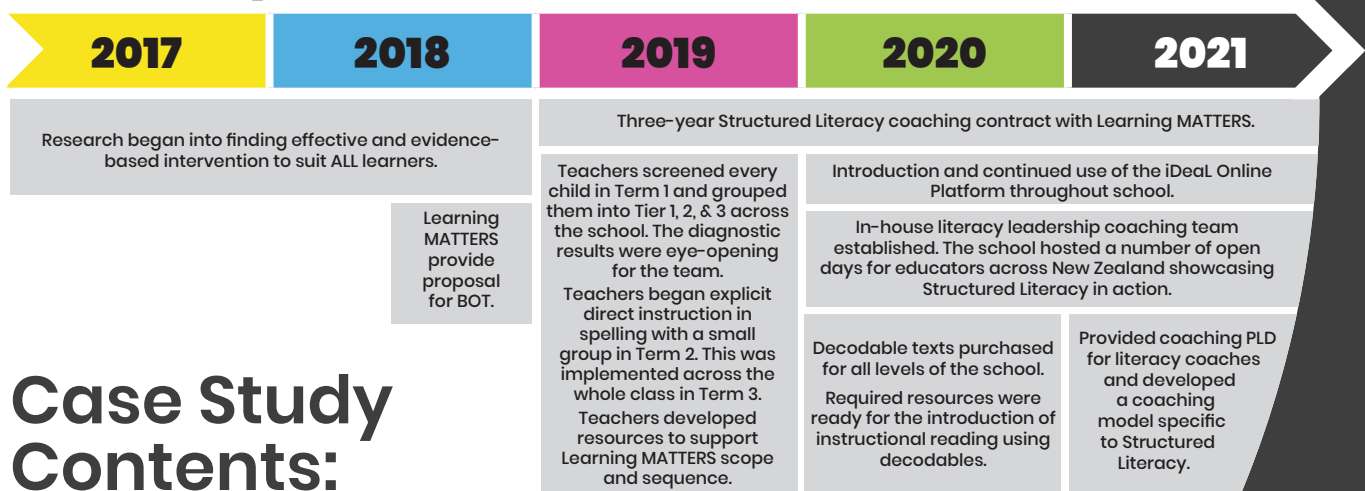 2017
2018
2019
2020
2021
Research began into finding effective and evidence-
based intervention to suit ALL learners.
Learning
MATTERS
provide
proposal
for BOT.
Three-year Structured Literacy coaching contract with Learning MATTERS.
Teachers screened every
child in Term 1 and grouped
them into Tier 1, 2, & 3 across
the school. The diagnostic
results were eye-opening
for the team.
Teachers began explicit
direct instruction in
spelling with a small
group in Term 2. This was
implemented across the
whole class in Term 3.
Teachers developed
resources to support
Learning MATTERS scope
and sequence.
Introduction and continued use of the iDeaL Online
Platform throughout school.
In-house literacy leadership coaching team
established. The school hosted a number of open
days for educators across New Zealand showcasing
Structured Literacy in action.
Decodable texts purchased
for all levels of the school.
Required resources were
ready for the introduction of
instructional reading using
decodables.
Provided coaching PLD
for literacy coaches
and developed
a coaching
model specific
to Structured
Literacy.
Case Study
Contents: